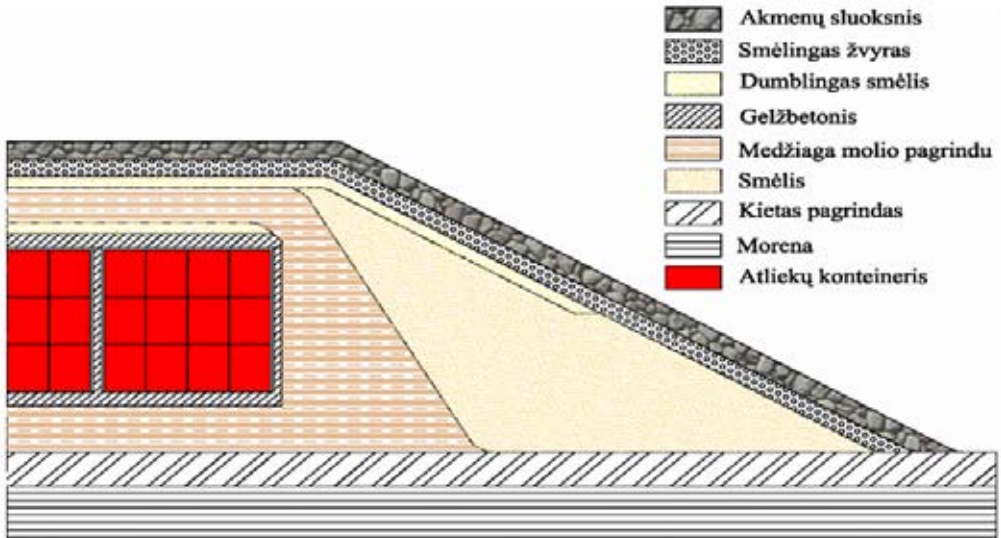 Akmenų sluoksnis
Smėlingas žvyras
Dumblingas smėlis
Gelžbetonis
Medžiaga molio pagrindu
Smėlis
Kietas pagrindas
Morena
Atliekų konteineris